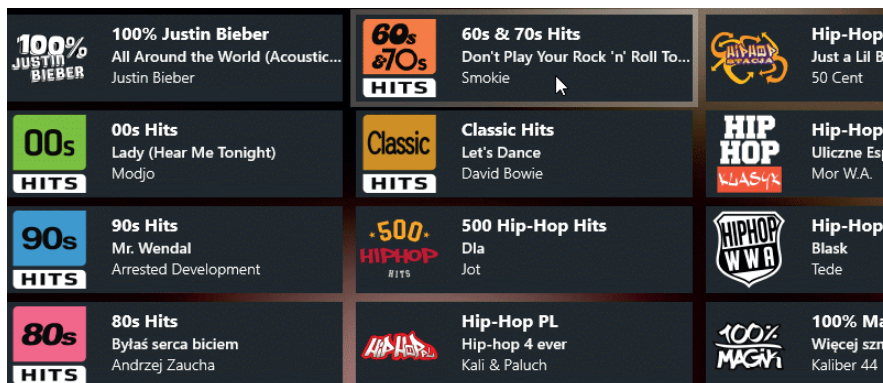 100%
JUSTIN
BIEBER
100% Justin Bieber
All Around the World (Acoustic...
Justin Bieber
60s
&70s
HITS
60s & 70s Hits
Don't Play Your Rock 'n' Roll To...
Smokie
HIPHOP
STACJA
Hip-Hop
Just a Lil B
50 Cent
00s
HITS
00s Hits
Lady (Hear Me Tonight)
Modjo
Classic
HITS
Classic Hits
Let's Dance
David Bowie
HIP
HOP
KLASYK
Hip-Hop
Uliczne Esp
Mor W.A.
90s
HITS
90s Hits
Mr. Wendal
Arrested Development
500
HIPHOP
HITS
500 Hip-Hop Hits
Dla
Jot
HIPHOP
WWA
Hip-Hop
Blask
Tede
80s
HITS
80s Hits
Byłaś serca biciem
Andrzej Zaucha
HIPHOP.PL
Hip-Hop PL
Hip-hop 4 ever
Kali & Paluch
100%
MAGIK
100% Ma
Więcej szm
Kaliber 44